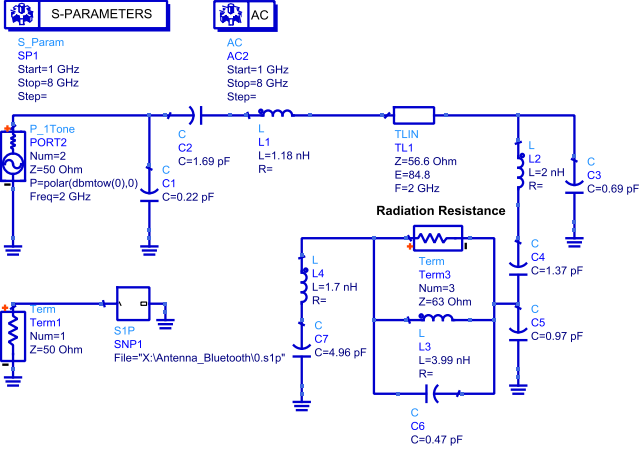 S-PARAMETERS
AC
S_Param
SP1
Start=1 GHz
Stop=8 GHz
Step=
AC
AC2
Start=1 GHz
Stop=8 GHz
Step=
P_1Tone
PORT2
Num=2
Z=50 Ohm
P=polar(dbmtow(0),0)
Freq=2 GHz
C
C1
C=0.22 pF
C
C2
C=1.69 pF
L
L1
L=1.18 nH
R=
TLIN
TL1
Z=56.6 Ohm
E=84.8
F=2 GHz
L
L2
L=2 nH
R=
C
C3
C=0.69 pF
Radiation Resistance
Term
Term3
Num=3
Z=63 Ohm
C
C4
C=1.37 pF
L
L4
L=1.7 nH
R=
C
C7
C=4.96 pF
L
L3
L=3.99 nH
R=
C
C5
C=0.97 pF
C
C6
C=0.47 pF
Term
Term1
Num=1
Z=50 Ohm
S1P
SNP1
File="X:\Antenna_Bluetooth\0.s1p"